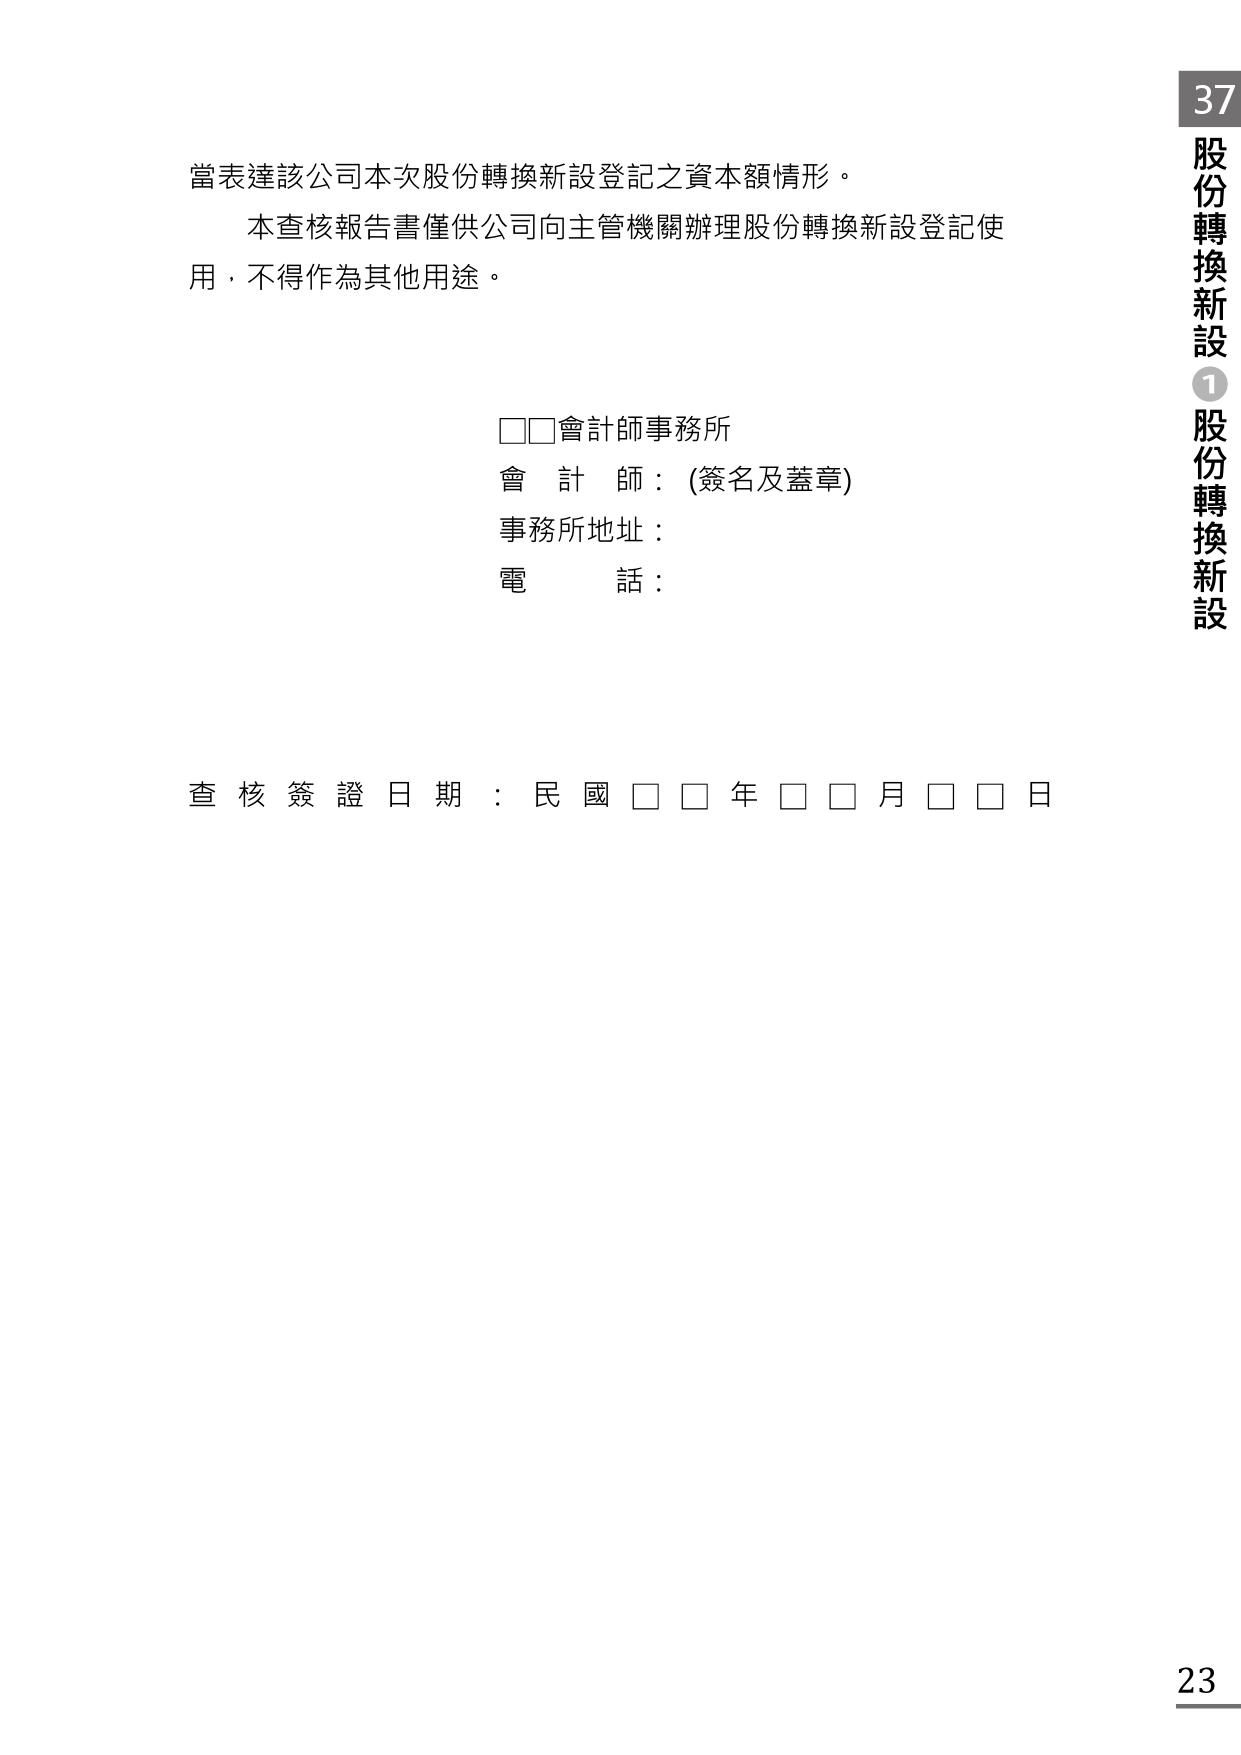 當表達該公司本次股份轉換新設登記之資本額情形。
本查核報告書僅供公司向主管機關辦理股份轉換新設登記使
用，不得作為其他用途。
□□會計師事務所
會　計　師：(簽名及蓋章)
事務所地址：
電　　　話：
查核簽證日期：民國□□年□□月□□日
37
股份轉換新設❶股份轉換新設
23